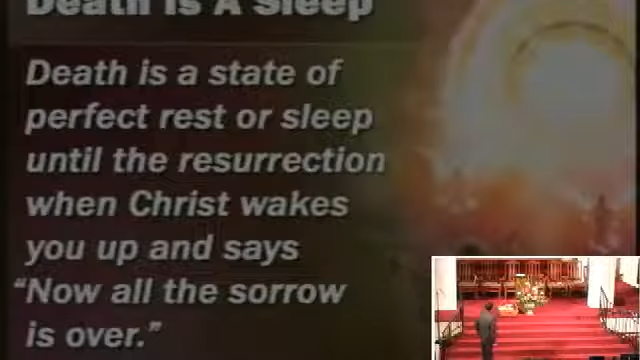 Death Is A Sleep
Death is a state of
perfect rest or sleep
until the resurrection
when Christ wakes
you up and says
“Now all the sorrow
is over.”